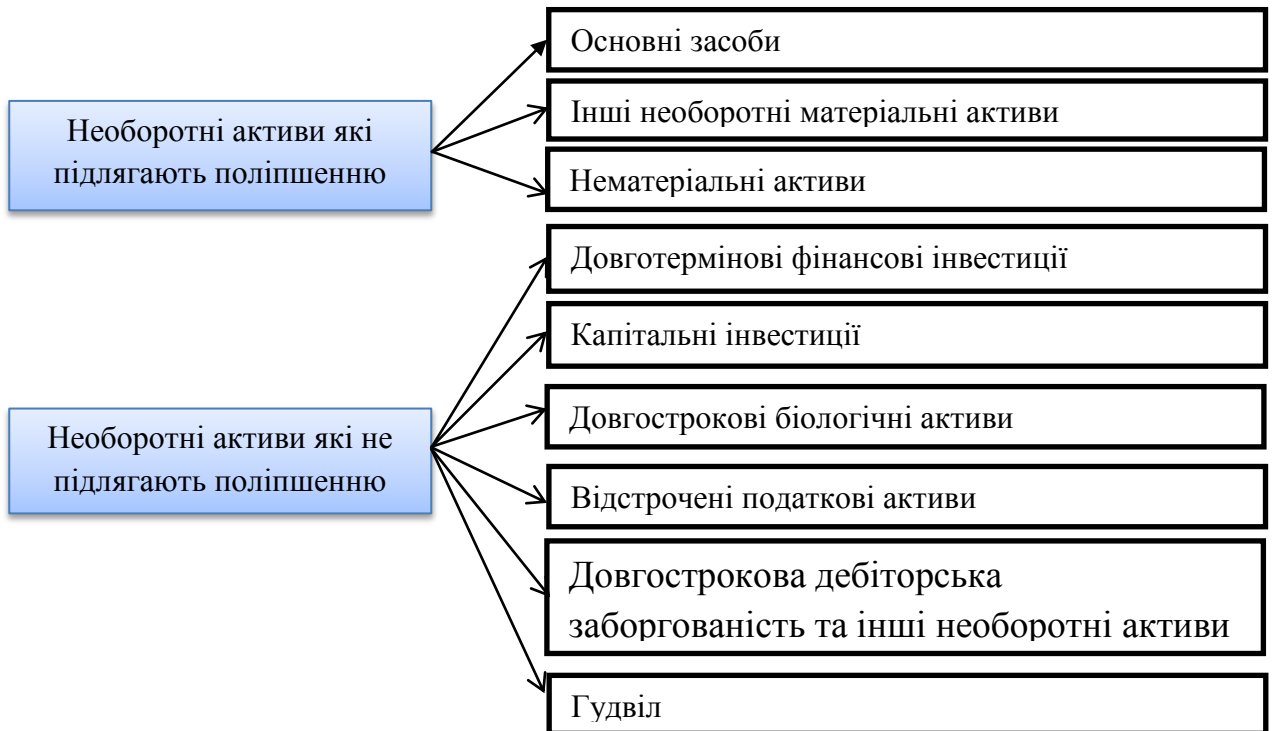 Необоротні активи які
підлягають поліпшенню
Основні засоби
Інші необоротні матеріальні активи
Нематеріальні активи
Необоротні активи які не
підлягають поліпшенню
Довготермінові фінансові інвестиції
Капітальні інвестиції
Довгострокові біологічні активи
Відстрочені податкові активи
Довгострокова дебіторська
заборгованість та інші необоротні активи
Гудвіл